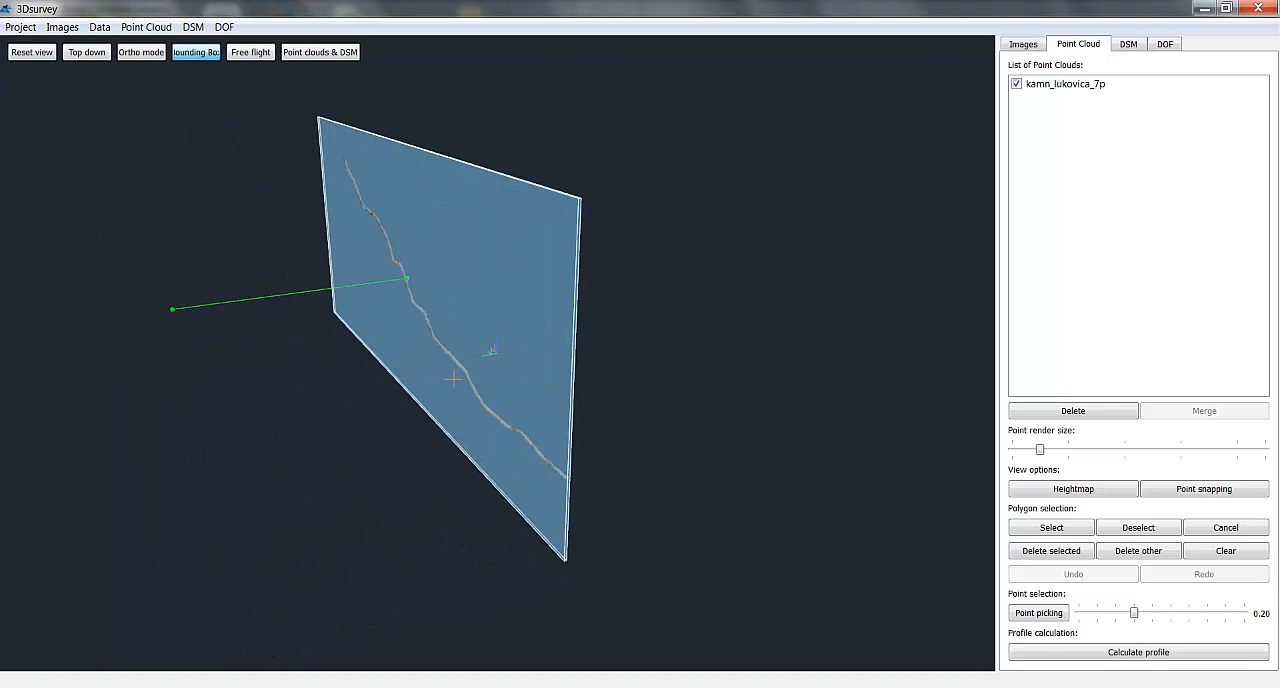 3Dsurvey
Project Images Data Point Cloud DSM DOF
Reset view Top down Ortho mode ounding Bo Free flight Point clouds & DSM
Images Point Cloud DSM DOF
List of Point Clouds:
kamn_lukovica_7p
Delete Merge
Point render size:
View options:
Heightmap Point snapping
Polygon selection:
Select Deselect Cancel
Delete selected Delete other Clear
Undo Redo
Point selection:
Point picking 0.20
Profile calculation:
Calculate profile